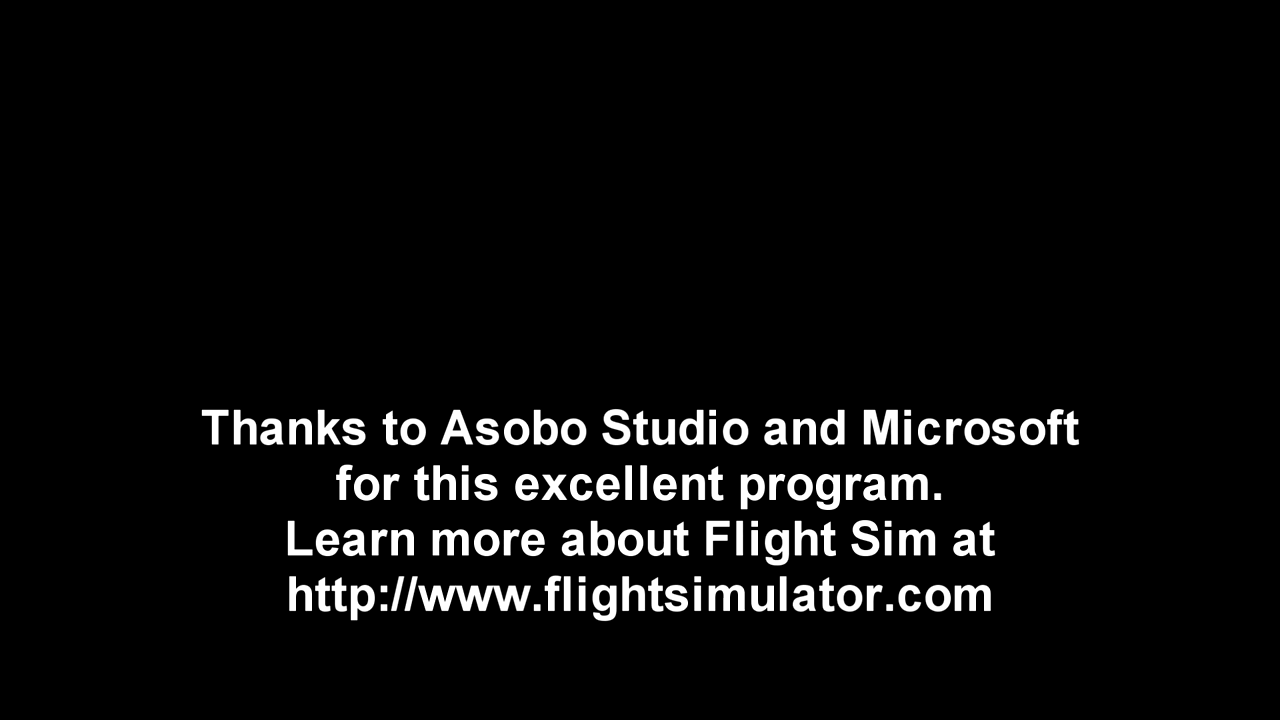 Thanks to Asobo Studio and Microsoft
for this excellent program.
Learn more about Flight Sim at
http://www.flightsimulator.com